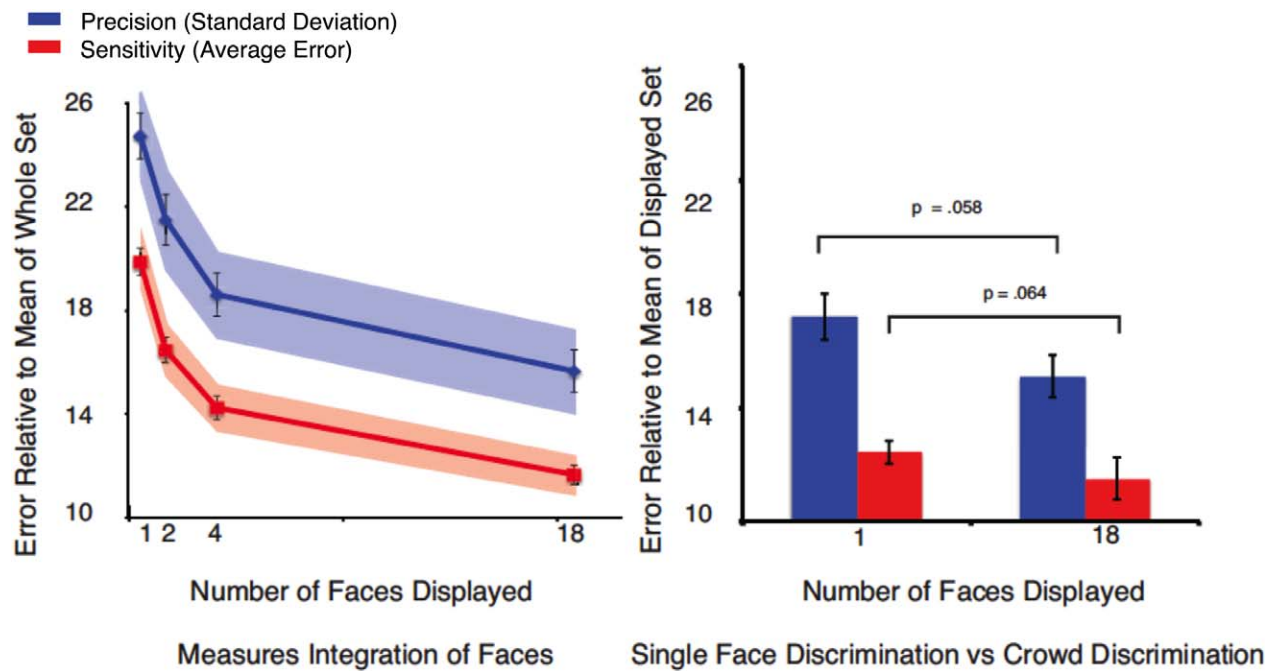 Precision (Standard Deviation)
Sensitivity (Average Error)
Error Relative to Mean of Whole Set
26
22
18
14
10
1 2 4 18
Number of Faces Displayed
Measures Integration of Faces
Error Relative to Mean of Displayed Set
26
22
18
14
10
p = .058
p = .064
1 18
Number of Faces Displayed
Single Face Discrimination vs Crowd Discrimination